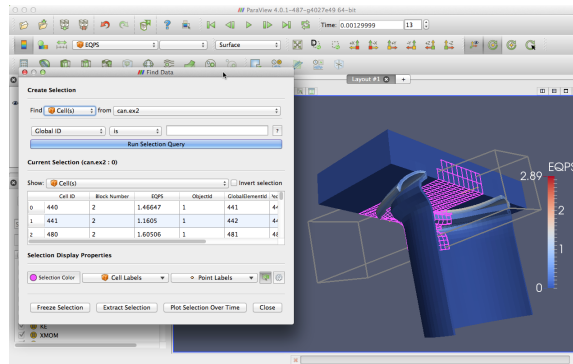 ParaView 4.0.1-487-g4027e49 64-bit
Time: 0.00129999 13
EQPS Surface
Find Data
Layout #1
Create Selection
Find Cell(s) from can.ex2
Global ID is
Run Selection Query
Current Selection (can.ex2 : 0)
Show: Cell(s) Invert selection
Cell ID Block Number EQPS ObjectId GlobalElementId
0 440 2 1.46647 1 441
1 441 2 1.1605 1 442
2 480 2 1.60506 1 481
Selection Display Properties
Selection Color Cell Labels Point Labels
Freeze Selection Extract Selection Plot Selection Over Time Close
KE
XMOM
EQPS
2.89
2
1
0